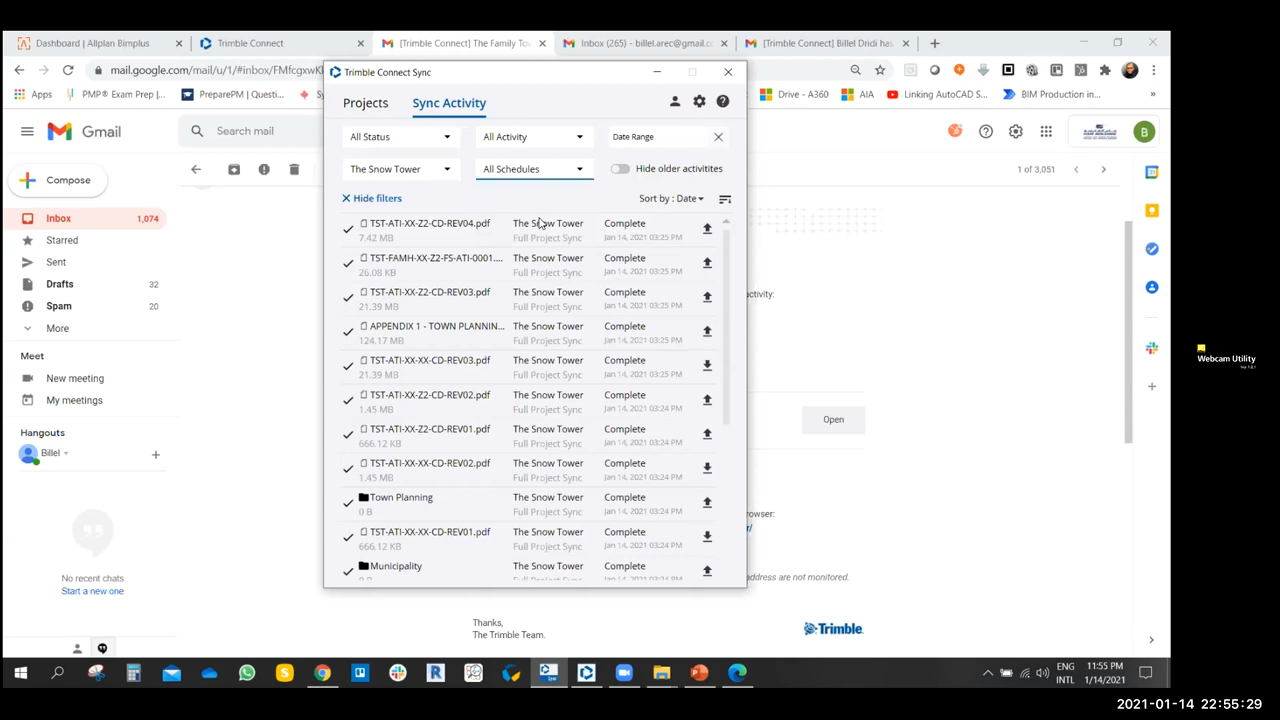 Dashboard | Allplan Bimplus
Trimble Connect
[Trimble Connect] The Family To
Inbox (265) - billel.arec@gmail.co
[Trimble Connect] Billel Dridi has
mail.google.com/mail/u/1/#inbox/FMfcgxwK
Trimble Connect Sync
Apps
PMP® Exam Prep |...
PreparePM | Questi...
Drive - A360
AIA
Linking AutoCAD S...
BIM Production in...
»
Projects
Sync Activity
Gmail
Search mail
All Status
All Activity
Date Range
B
The Snow Tower
All Schedules
Hide older activitites
1 of 3,051
Compose
Hide filters
Sort by : Date
Inbox
1,074
Starred
Sent
Drafts
32
Spam
20
More
Meet
New meeting
My meetings
Hangouts
Billel
No recent chats
Start a new one
TST-ATI-XX-Z2-CD-REV04.pdf The Snow Tower Complete
7.42 MB Full Project Sync Jan 14, 2021 03:25 PM
TST-FAMH-XX-Z2-FS-ATI-0001.... The Snow Tower Complete
26.08 KB Full Project Sync Jan 14, 2021 03:25 PM
TST-ATI-XX-Z2-CD-REV03.pdf The Snow Tower Complete
21.39 MB Full Project Sync Jan 14, 2021 03:25 PM
APPENDIX 1 - TOWN PLANNIN... The Snow Tower Complete
124.17 MB Full Project Sync Jan 14, 2021 03:25 PM
TST-ATI-XX-XX-CD-REV03.pdf The Snow Tower Complete
21.39 MB Full Project Sync Jan 14, 2021 03:25 PM
TST-ATI-XX-Z2-CD-REV02.pdf The Snow Tower Complete
1.45 MB Full Project Sync Jan 14, 2021 03:24 PM
TST-ATI-XX-Z2-CD-REV01.pdf The Snow Tower Complete
666.12 KB Full Project Sync Jan 14, 2021 03:24 PM
TST-ATI-XX-XX-CD-REV02.pdf The Snow Tower Complete
1.45 MB Full Project Sync Jan 14, 2021 03:24 PM
Town Planning The Snow Tower Complete
0 B Full Project Sync Jan 14, 2021 03:24 PM
TST-ATI-XX-XX-CD-REV01.pdf The Snow Tower Complete
666.12 KB Full Project Sync Jan 14, 2021 03:24 PM
Municipality The Snow Tower Complete
0 B Full Project Sync Jan 14, 2021 03:24 PM
activity:
Open
rowser:
r/
address are not monitored.
Thanks,
The Trimble Team.
Trimble.
Webcam Utility
ENG
INTL
11:55 PM
1/14/2021
2021-01-14 22:55:29